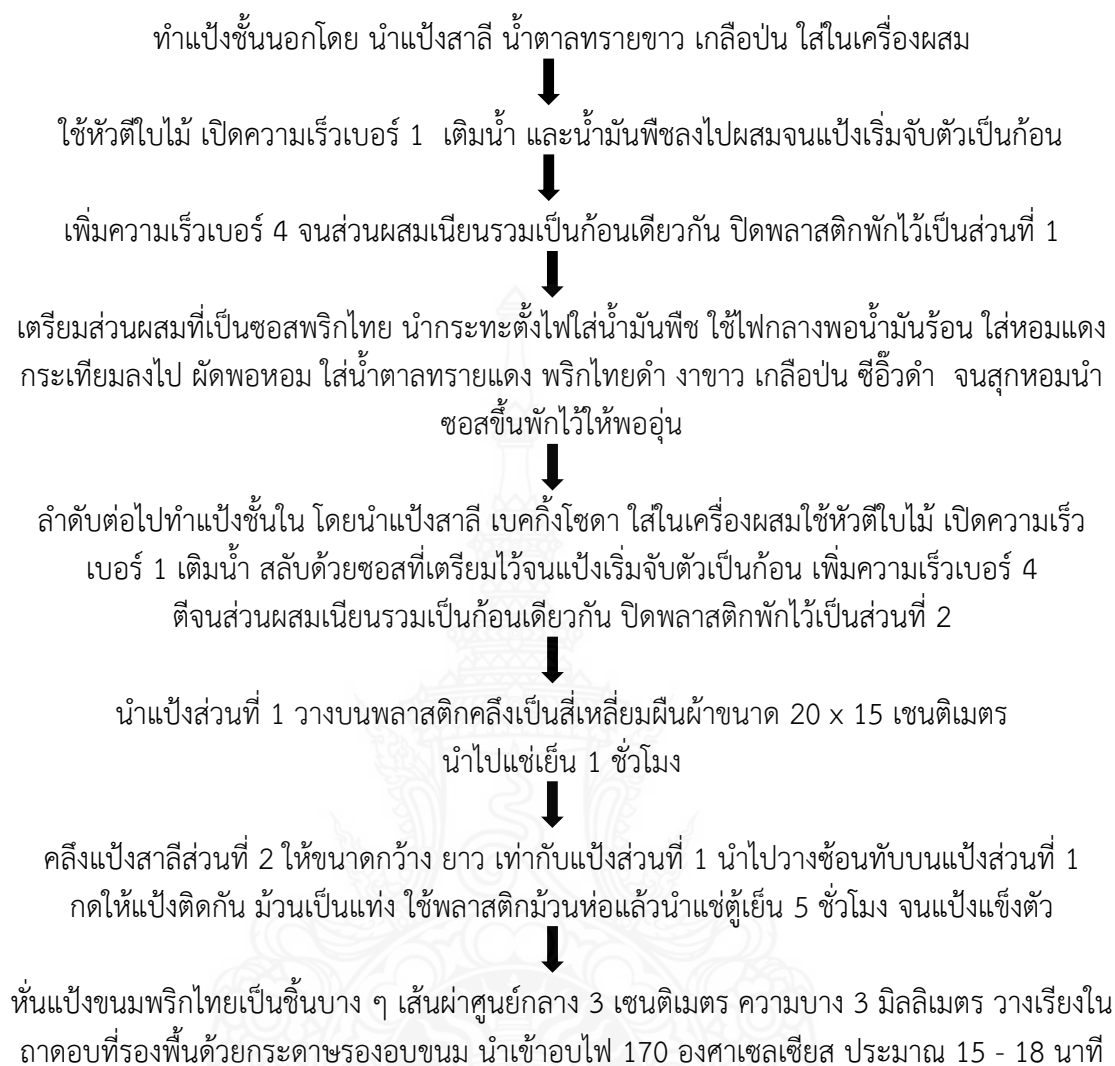 ทำแป้งชั้นนอกโดย นำแป้งสาลี น้ำตาลทรายขาว เกลือป่น ใส่ในเครื่องผสม
ใช้หัวตีใบไม้ เปิดความเร็วเบอร์ 1 เติมน้ำ และน้ำมันพืชลงไปผสมจนแป้งเริ่มจับตัวเป็นก้อน
เพิ่มความเร็วเบอร์ 4 จนส่วนผสมเนียนรวมเป็นก้อนเดียวกัน ปิดพลาสติกพักไว้เป็นส่วนที่ 1
เตรียมส่วนผสมที่เป็นซอสพริกไทย นำกระทะตั้งไฟใส่น้ำมันพืช ใช้ไฟกลางพอน้ำมันร้อน ใส่หอมแดง
กระเทียมลงไป ผัดพอหอม ใส่น้ำตาลทรายแดง พริกไทยดำ งาขาว เกลือป่น ซีอิ๊วดำ จนสุกหอมนำ
ซอสขึ้นพักไว้ให้พออุ่น
ลำดับต่อไปทำแป้งชั้นใน โดยนำแป้งสาลี เบคกิ้งโซดา ใส่ในเครื่องผสมใช้หัวตีใบไม้ เปิดความเร็ว
เบอร์ 1 เติมน้ำ สลับด้วยซอสที่เตรียมไว้จนแป้งเริ่มจับตัวเป็นก้อน เพิ่มความเร็วเบอร์ 4
ตีจนส่วนผสมเนียนรวมเป็นก้อนเดียวกัน ปิดพลาสติกพักไว้เป็นส่วนที่ 2
นำแป้งส่วนที่ 1 วางบนพลาสติกคลึงเป็นสี่เหลี่ยมผืนผ้าขนาด 20 x 15 เซนติเมตร
นำไปแช่เย็น 1 ชั่วโมง
คลึงแป้งสาลีส่วนที่ 2 ให้ขนาดกว้าง ยาว เท่ากับแป้งส่วนที่ 1 นำไปวางซ้อนทับบนแป้งส่วนที่ 1
กดให้แป้งติดกัน ม้วนเป็นแท่ง ใช้พลาสติกม้วนห่อแล้วนำแช่ตู้เย็น 5 ชั่วโมง จนแป้งแข็งตัว
หั่นแป้งขนมพริกไทยเป็นชิ้นบาง ๆ เส้นผ่าศูนย์กลาง 3 เซนติเมตร ความบาง 3 มิลลิเมตร วางเรียงใน
ถาดอบที่รองพื้นด้วยกระดาษรองอบขนม นำเข้าอบไฟ 170 องศาเซลเซียส ประมาณ 15 - 18 นาที